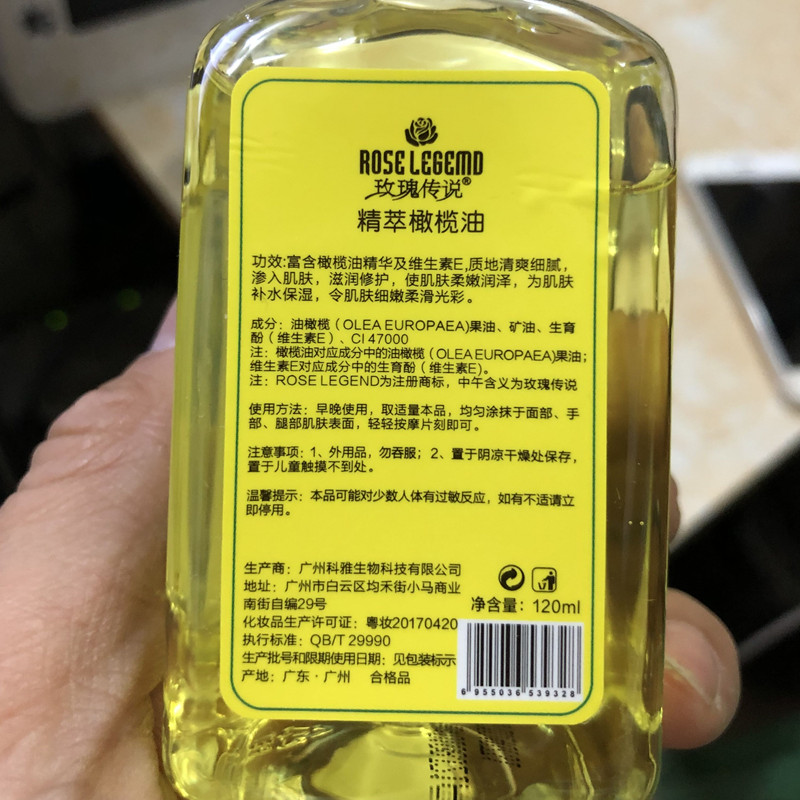 ROSE LEGEMD
玫瑰传说®
精萃橄榄油
功效:富含橄榄油精华及维生素E,质地清爽细腻,
渗入肌肤，滋润修护，使肌肤柔嫩润泽，为肌肤
补水保湿，令肌肤细嫩柔滑光彩。
成分：油橄榄（OLEA EUROPAEA)果油、矿油、生育
酚（维生素E）、CI 47000
注：橄榄油对应成分中的油橄榄（OLEA EUROPAEA)果油；
维生素E对应成分中的生育酚（维生素E)。
注：ROSE LEGEND为注册商标，中午含义为玫瑰传说
使用方法：早晚使用，取适量本品，均匀涂抹于面部、手
部、腿部肌肤表面，轻轻按摩片刻即可。
注意事项：1、外用品，勿吞服；2、置于阴凉干燥处保存，
置于儿童触摸不到处。
温馨提示：本品可能对少数人体有过敏反应，如有不适请立
即停用。
生产商：广州科雅生物科技有限公司
地址：广州市白云区均禾街小马商业
南街自编29号
净含量：120ml
化妆品生产许可证：粤妆20170420
执行标准：QB/T 29990
生产批号和限期使用日期：见包装标示
产地：广东·广州 合格品
6 955036 539328